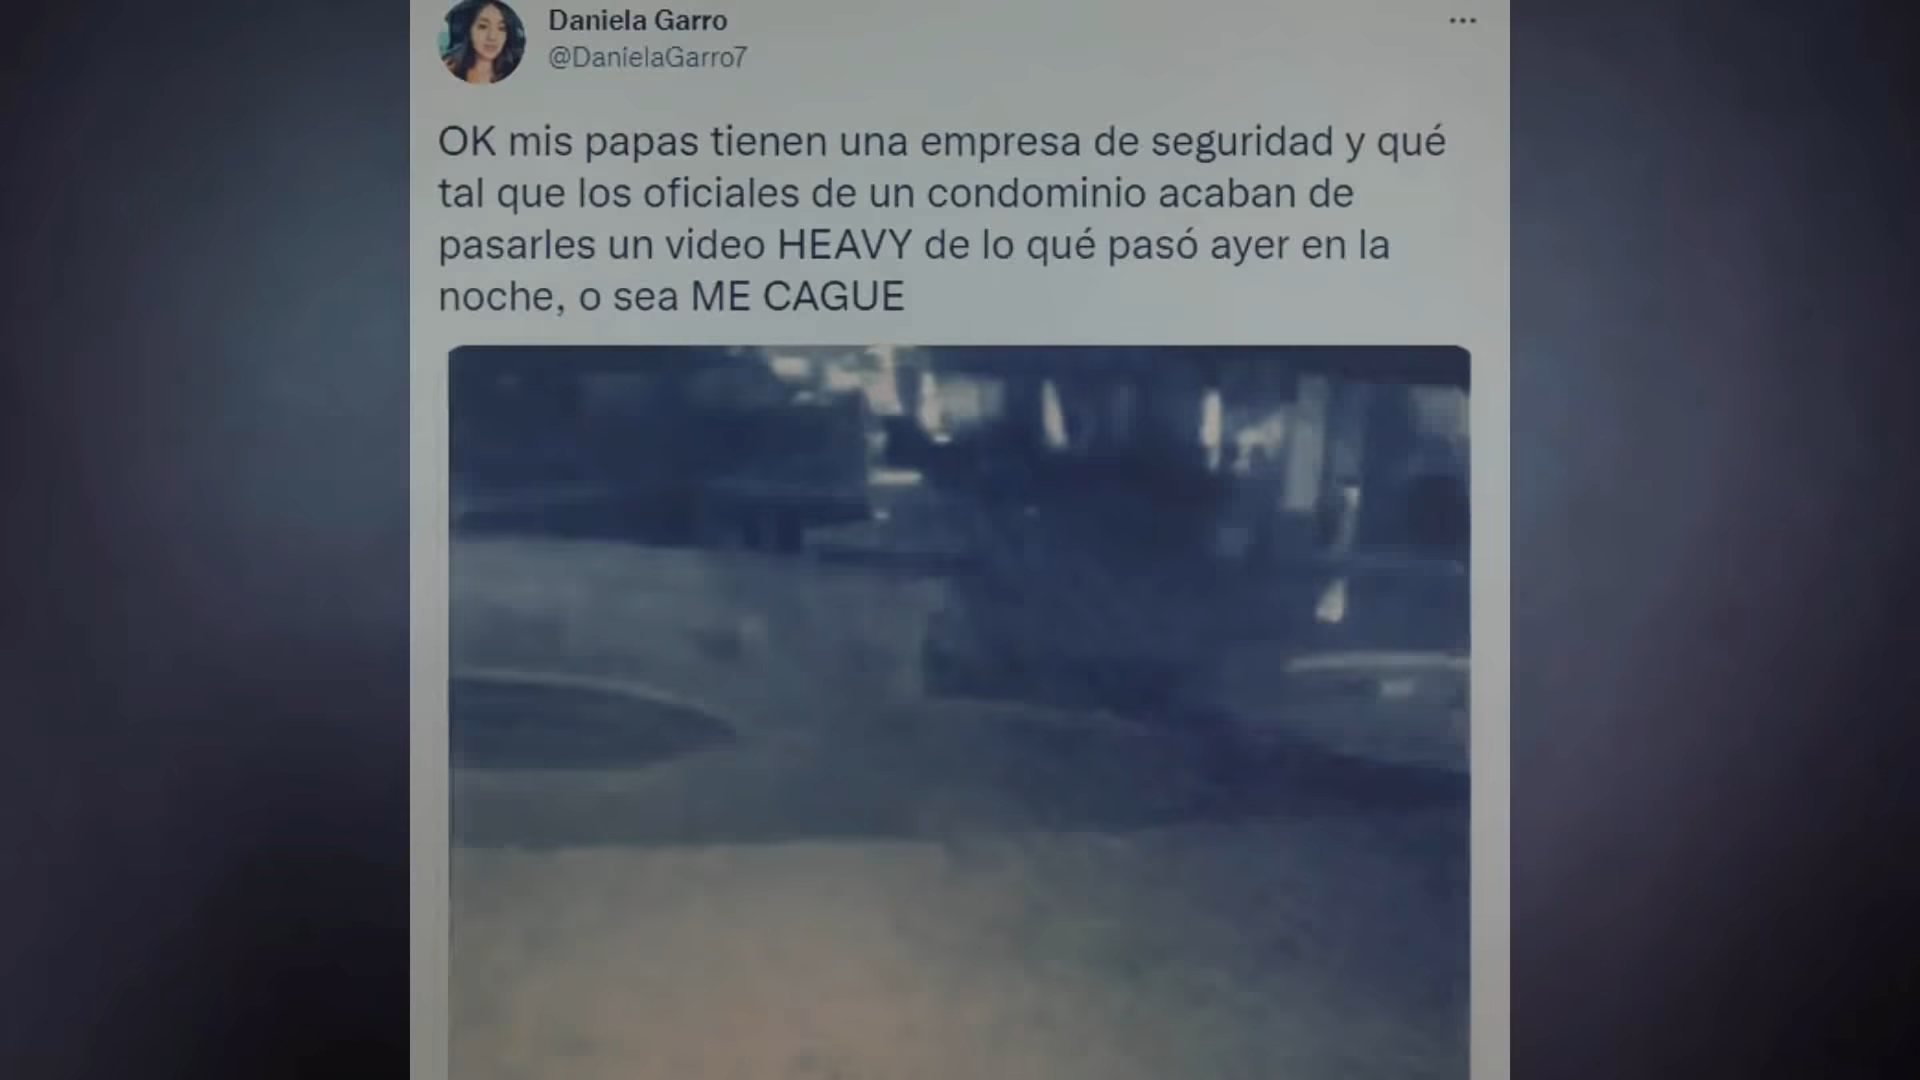 Daniela Garro
@DanielaGarro7
OK mis papas tienen una empresa de seguridad y qué
tal que los oficiales de un condominio acaban de
pasarles un video HEAVY de lo qué pasó ayer en la
noche, o sea ME CAGUE